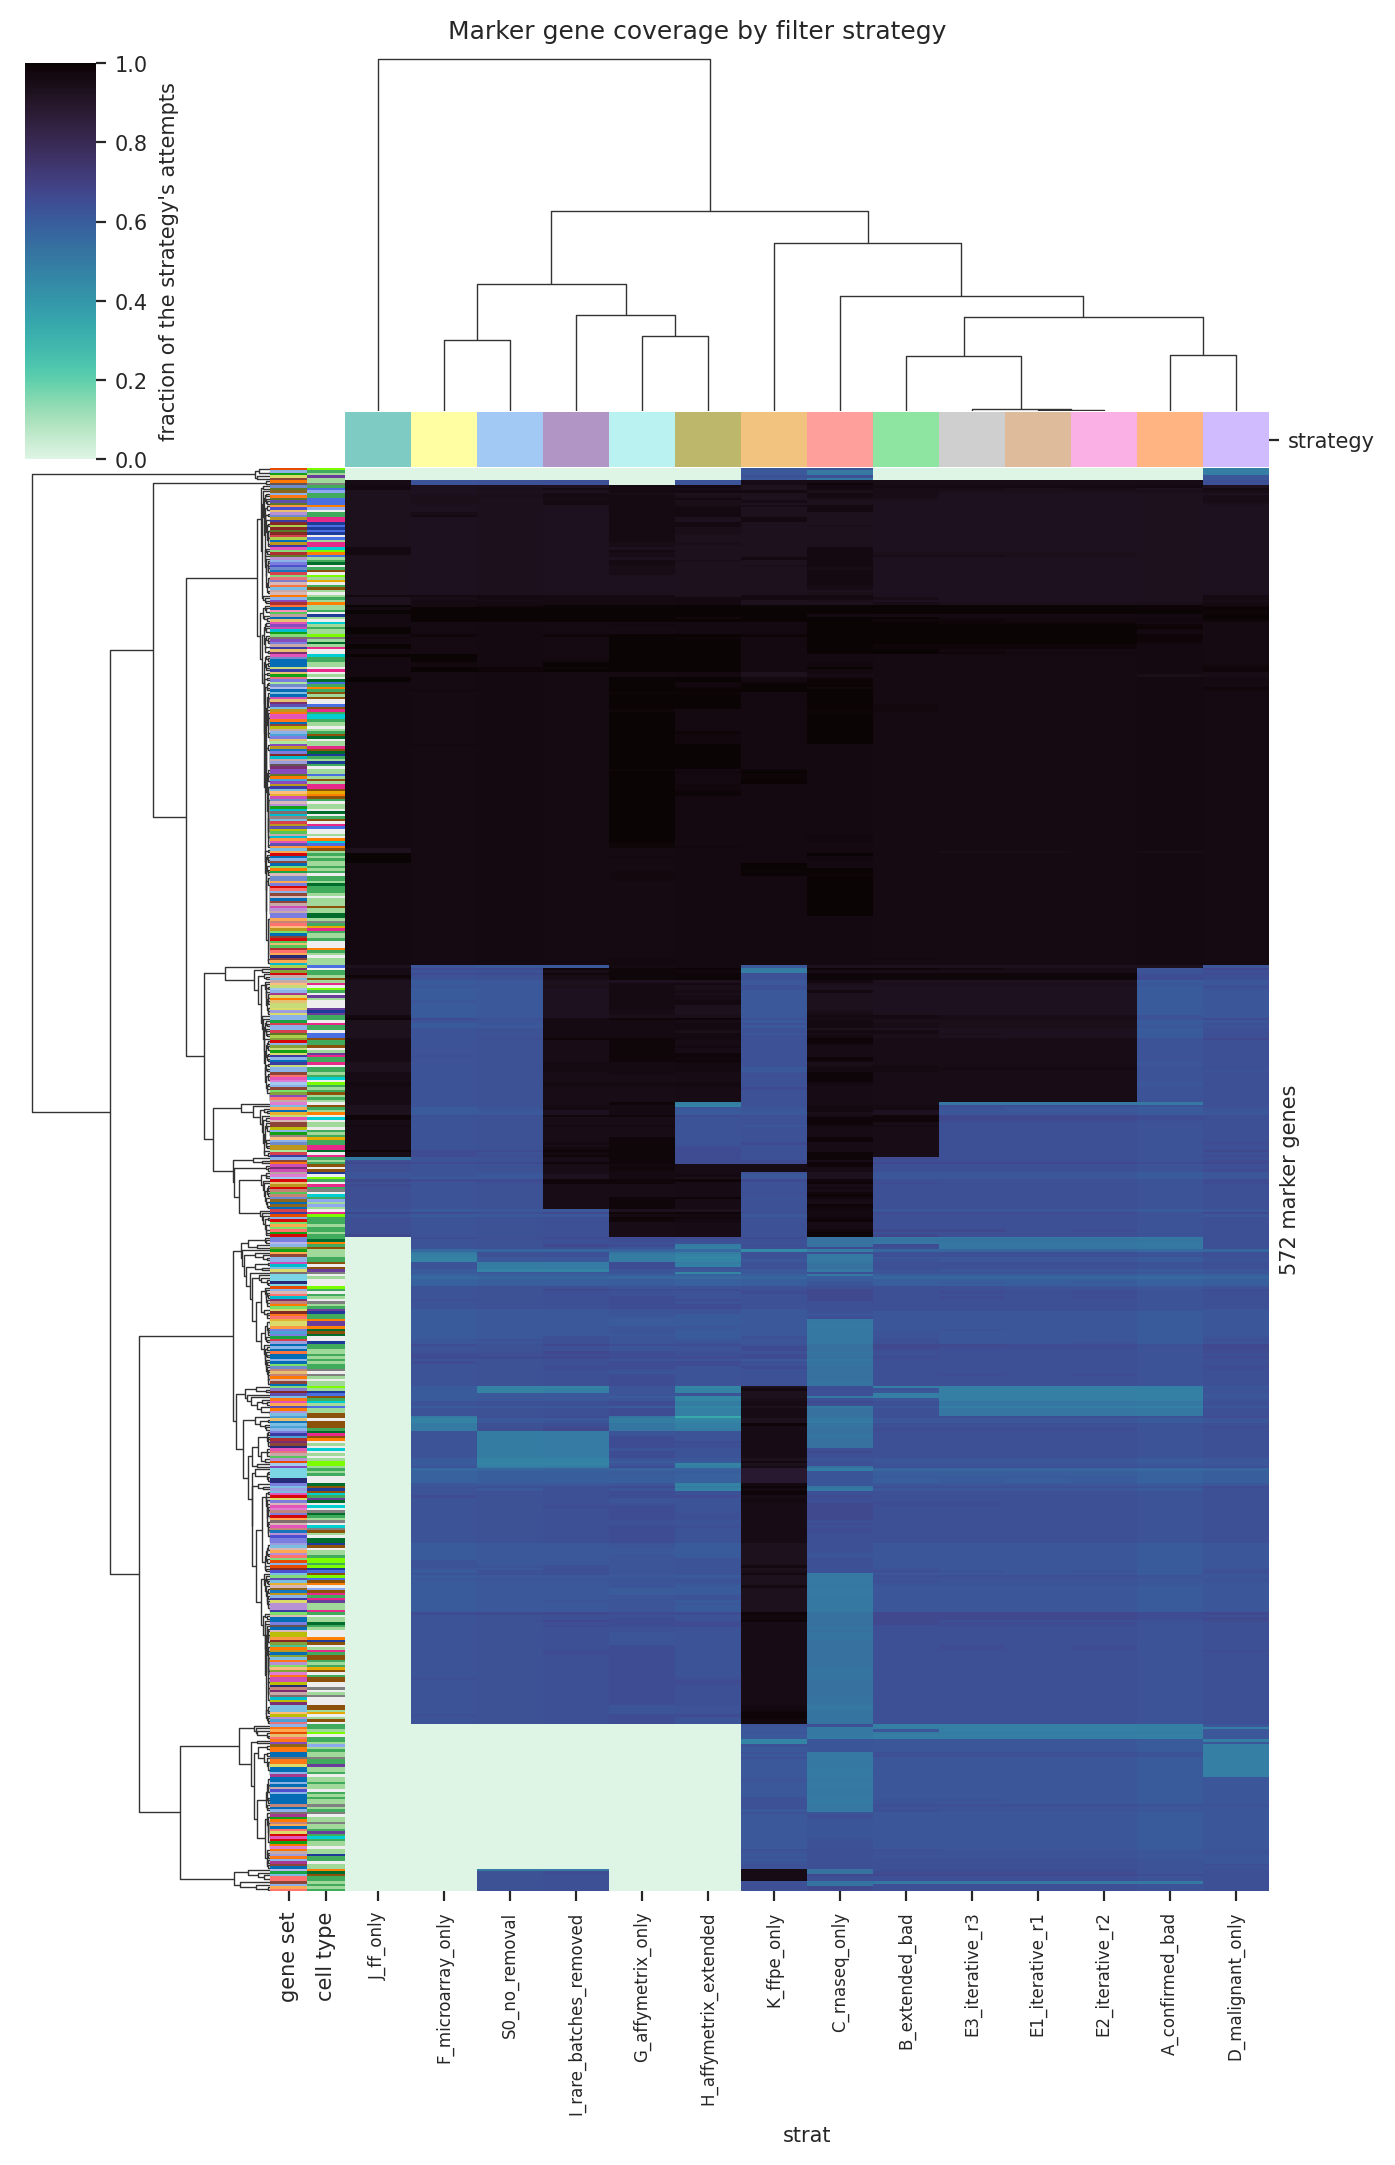 Marker gene coverage by filter strategy
1.0
0.8
0.6
0.4
0.2
0.0
fraction of the strategy's attempts
strategy
572 marker genes
gene set
cell type
J_ff_only
F_microarray_only
S0_no_removal
I_rare_batches_removed
G_affymetrix_only
H_affymetrix_extended
K_ffpe_only
C_rnaseq_only
B_extended_bad
E3_iterative_r3
E1_iterative_r1
E2_iterative_r2
A_confirmed_bad
D_malignant_only
strat